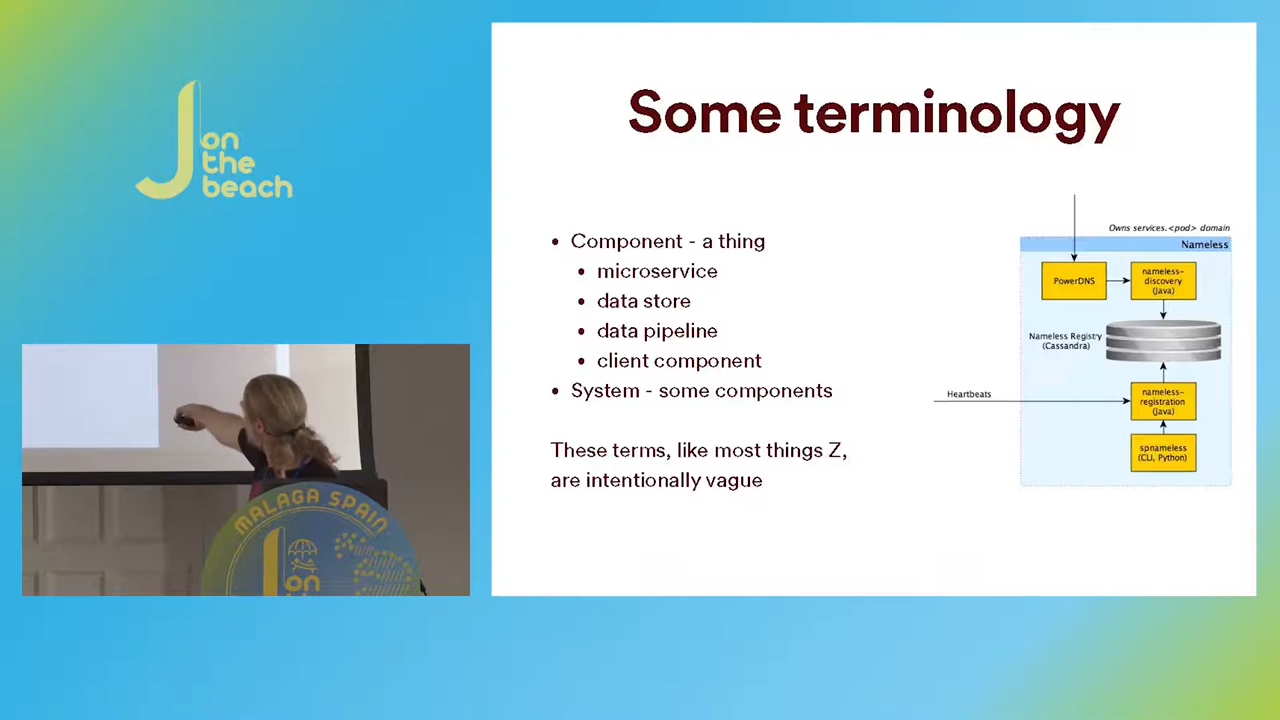 J on
the
beach
Some terminology
• Component - a thing
• microservice
• data store
• data pipeline
• client component
• System - some components
These terms, like most things Z,
are intentionally vague
Owns services.<pod> domain
Nameless
PowerDNS
nameless-
discovery
(Java)
Nameless Registry
(Cassandra)
Heartbeats
nameless-
registration
(Java)
spnameless
(CLI, Python)
MALAGA SPAIN
J on